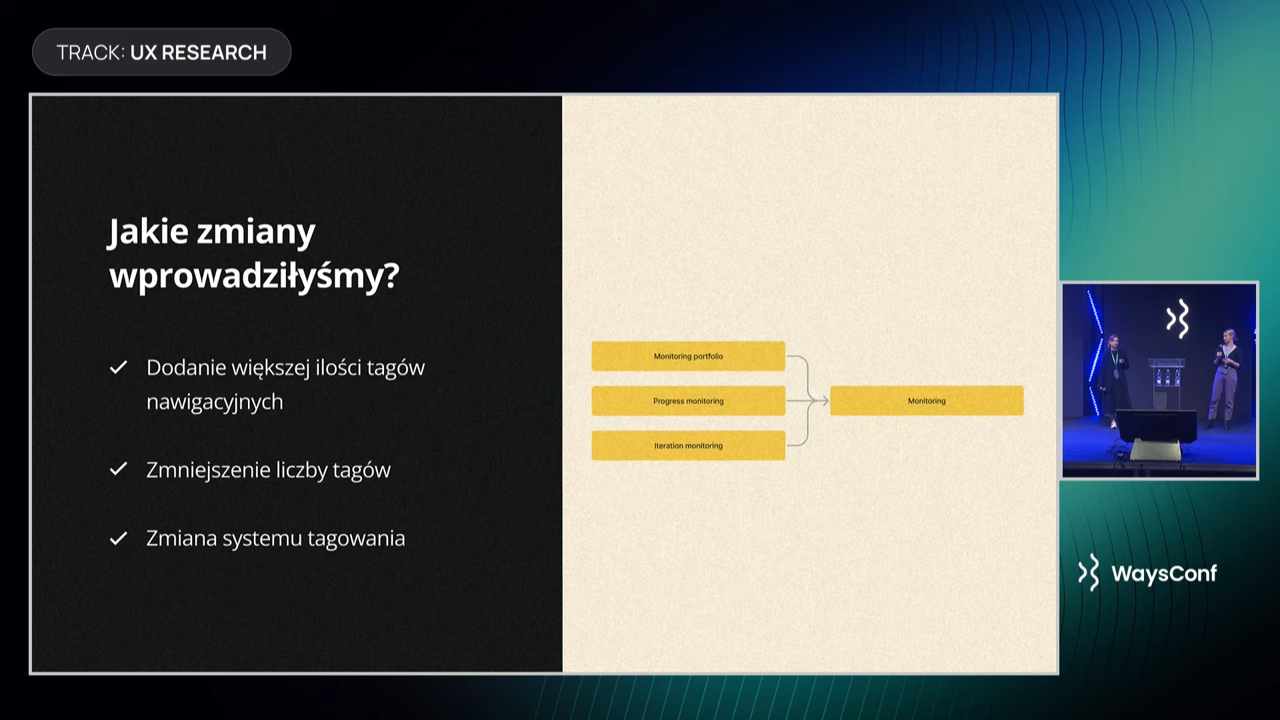 TRACK: UX RESEARCH
Jakie zmiany
wprowadziłyśmy?
Dodanie większej ilości tagów
nawigacyjnych
Zmniejszenie liczby tagów
Zmiana systemu tagowania
Monitoring portfolio
Progress monitoring
Iteration monitoring
Monitoring
WaysConf